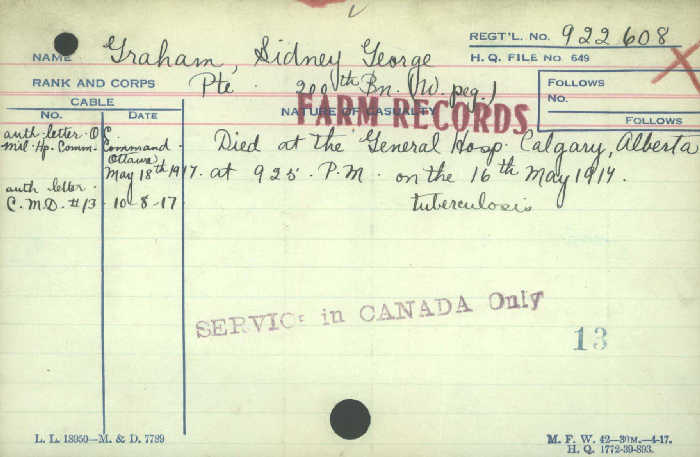 REGT'L. NO. 922608
NAME Graham, Sidney George
H. Q. FILE NO. 649
RANK AND CORPS Pte. 200th Bn. (W.peg.)
FOLLOWS
NO.
FOLLOWS
CABLE
NO. DATE
NATURE OF CASUALTY
FARM RECORDS
auth letter. O.C.
Mil. Hp. Comm- Command.
Ottawa,
May 18th 1917.
Died at the General Hosp. Calgary, Alberta
at 925. P.M. on the 16th May 1917.
tuberculosis
auth letter.
C.M.D. #13 10-8-17
SERVICE in CANADA Only
13
L. L. 18950—M. & D. 7789
M. F. W. 42—30M.—4-17.
H. Q. 1772-39-893.